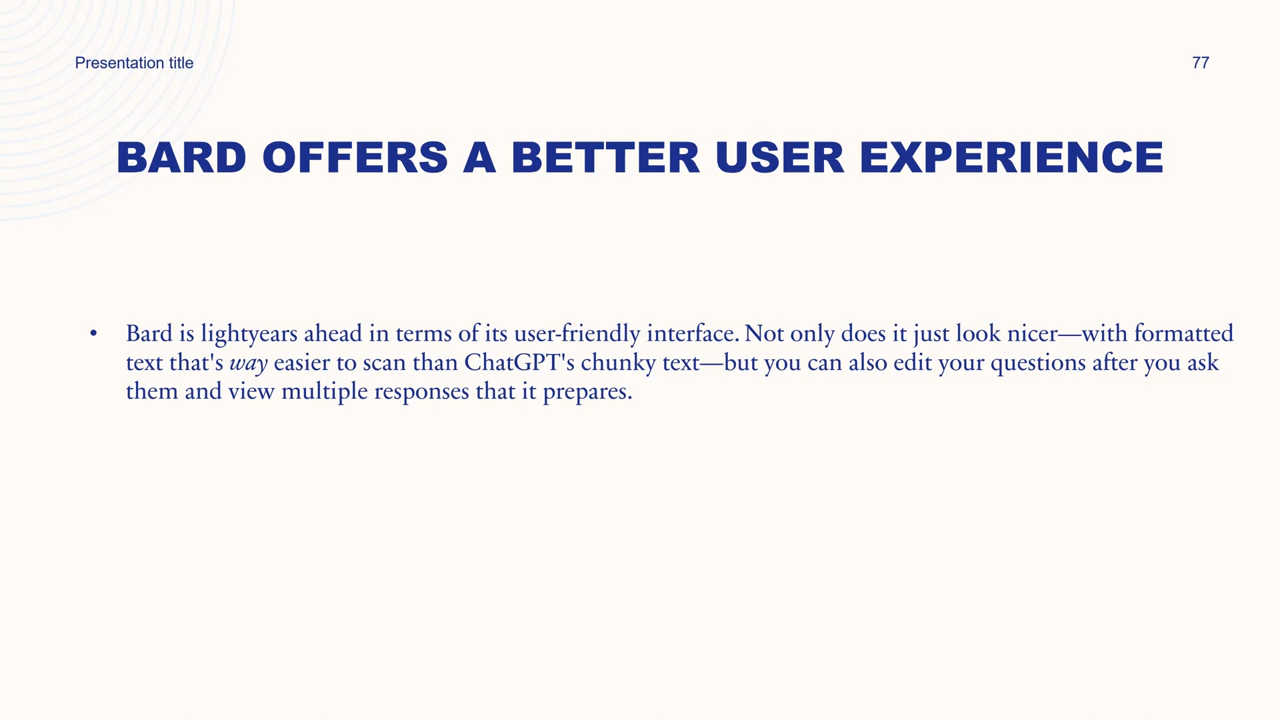 Presentation title
77
BARD OFFERS A BETTER USER EXPERIENCE
• Bard is lightyears ahead in terms of its user-friendly interface. Not only does it just look nicer—with formatted
text that's way easier to scan than ChatGPT's chunky text—but you can also edit your questions after you ask
them and view multiple responses that it prepares.